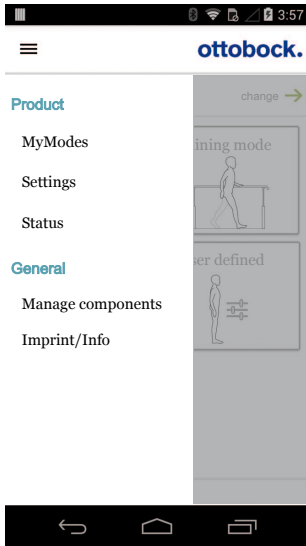 3:57
ottobock.
change
Product
MyModes
ining mode
Settings
Status
ser defined
General
Manage components
Imprint/Info